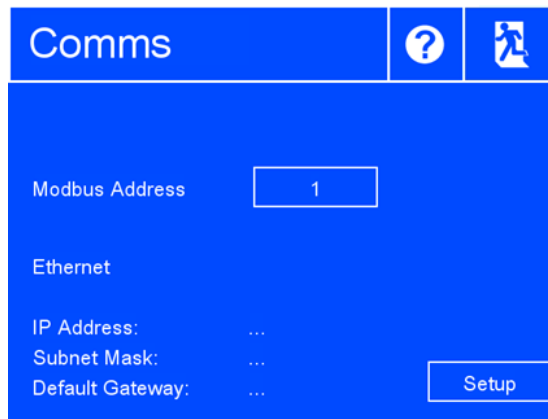 Comms ?
Modbus Address 1
Ethernet
IP Address: ...
Subnet Mask: ...
Default Gateway: ...
Setup